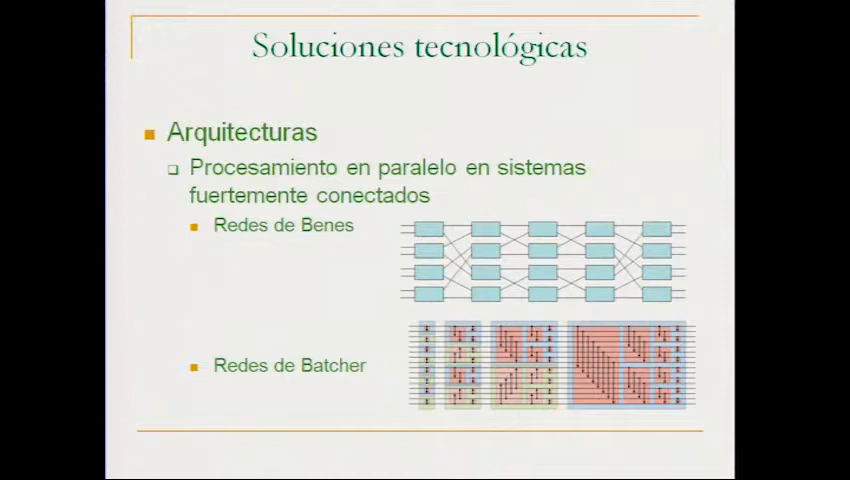 Soluciones tecnológicas
Arquitecturas
Procesamiento en paralelo en sistemas
fuertemente conectados
Redes de Benes
Redes de Batcher